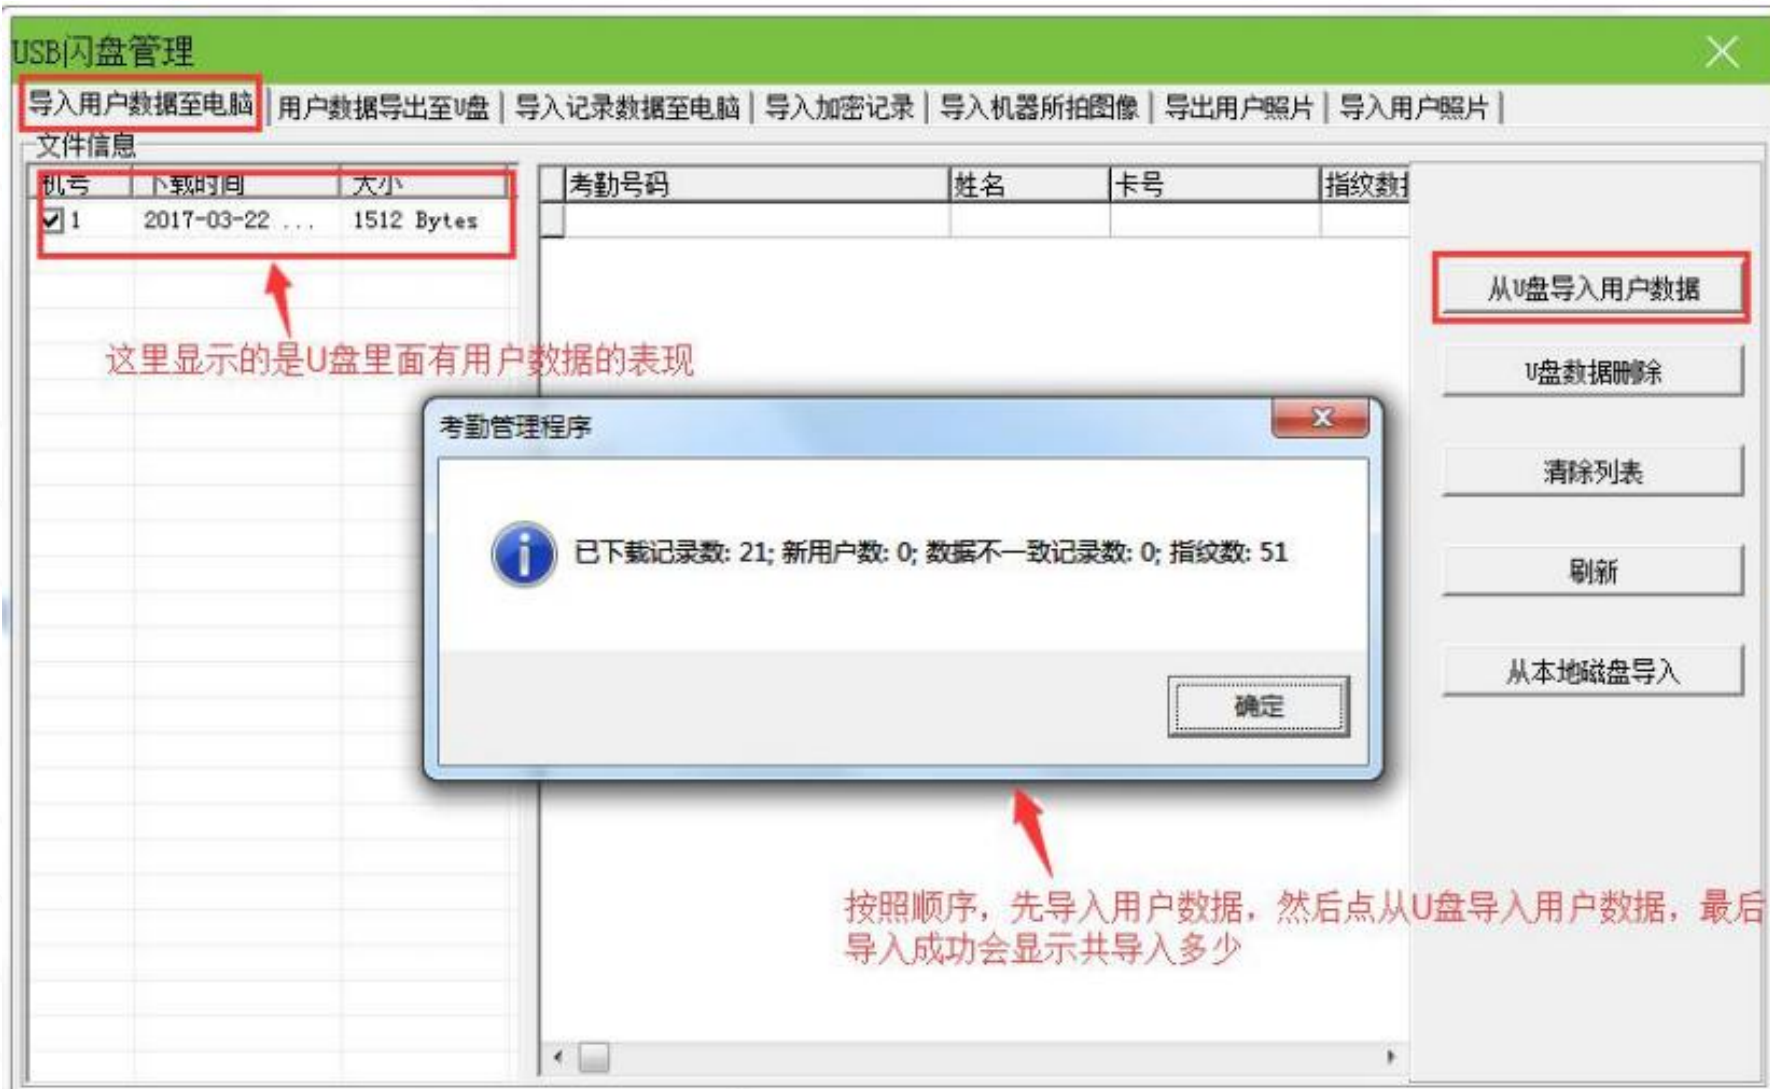 USB闪盘管理
导入用户数据至电脑 用户数据导出至U盘 导入记录数据至电脑 导入加密记录 导入机器所拍图像 导出用户照片 导入用户照片
文件信息
机号 下载时间 大小 考勤号码 姓名 卡号 指纹数据
1 2017-03-22 ... 1512 Bytes
从U盘导入用户数据
这里显示的是U盘里面有用户数据的表现
U盘数据删除
考勤管理程序
清除列表
已下载记录数: 21; 新用户数: 0; 数据不一致记录数: 0; 指纹数: 51
刷新
从本地磁盘导入
确定
按照顺序，先导入用户数据，然后点从U盘导入用户数据，最后
导入成功会显示共导入多少